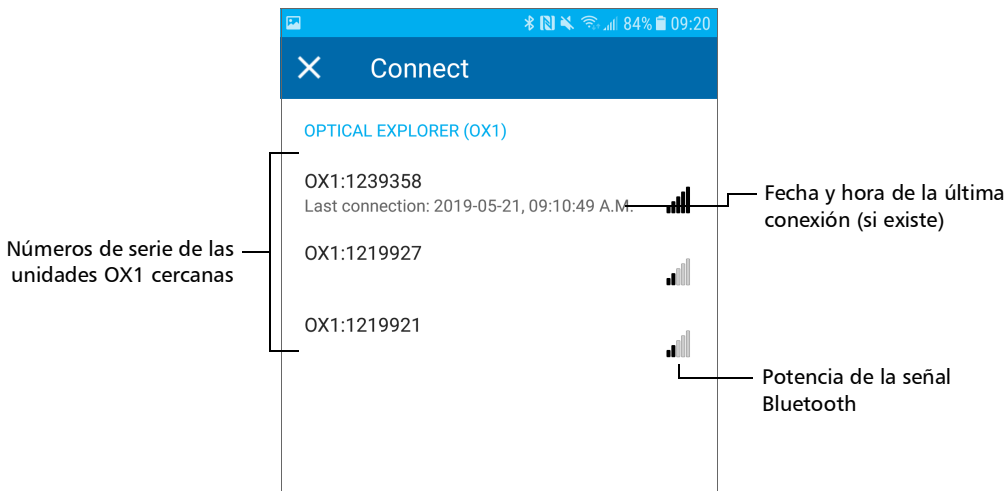 84% 09:20
Connect
OPTICAL EXPLORER (OX1)
OX1:1239358
Last connection: 2019-05-21, 09:10:49 A.M.
OX1:1219927
OX1:1219921
Números de serie de las
unidades OX1 cercanas
Fecha y hora de la última
conexión (si existe)
Potencia de la señal
Bluetooth